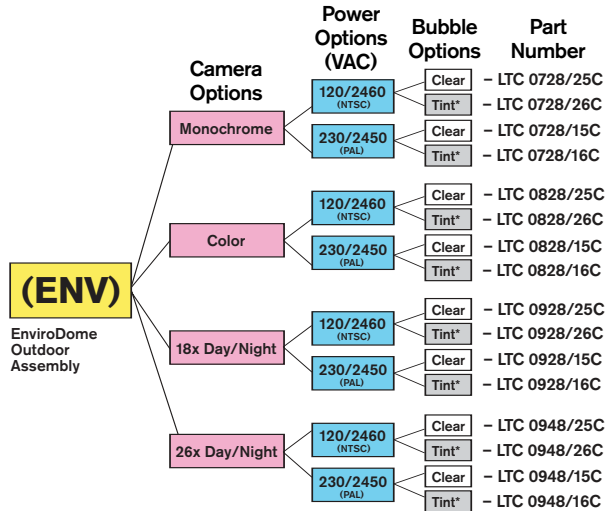 Camera
Options
Power
Options
(VAC)
Bubble
Options
Part
Number
(ENV)
EnviroDome
Outdoor
Assembly
Monochrome
120/2460
(NTSC)
Clear – LTC 0728/25C
Tint* – LTC 0728/26C
230/2450
(PAL)
Clear – LTC 0728/15C
Tint* – LTC 0728/16C
Color
120/2460
(NTSC)
Clear – LTC 0828/25C
Tint* – LTC 0828/26C
230/2450
(PAL)
Clear – LTC 0828/15C
Tint* – LTC 0828/16C
18x Day/Night
120/2460
(NTSC)
Clear – LTC 0928/25C
Tint* – LTC 0928/26C
230/2450
(PAL)
Clear – LTC 0928/15C
Tint* – LTC 0928/16C
26x Day/Night
120/2460
(NTSC)
Clear – LTC 0948/25C
Tint* – LTC 0948/26C
230/2450
(PAL)
Clear – LTC 0948/15C
Tint* – LTC 0948/16C